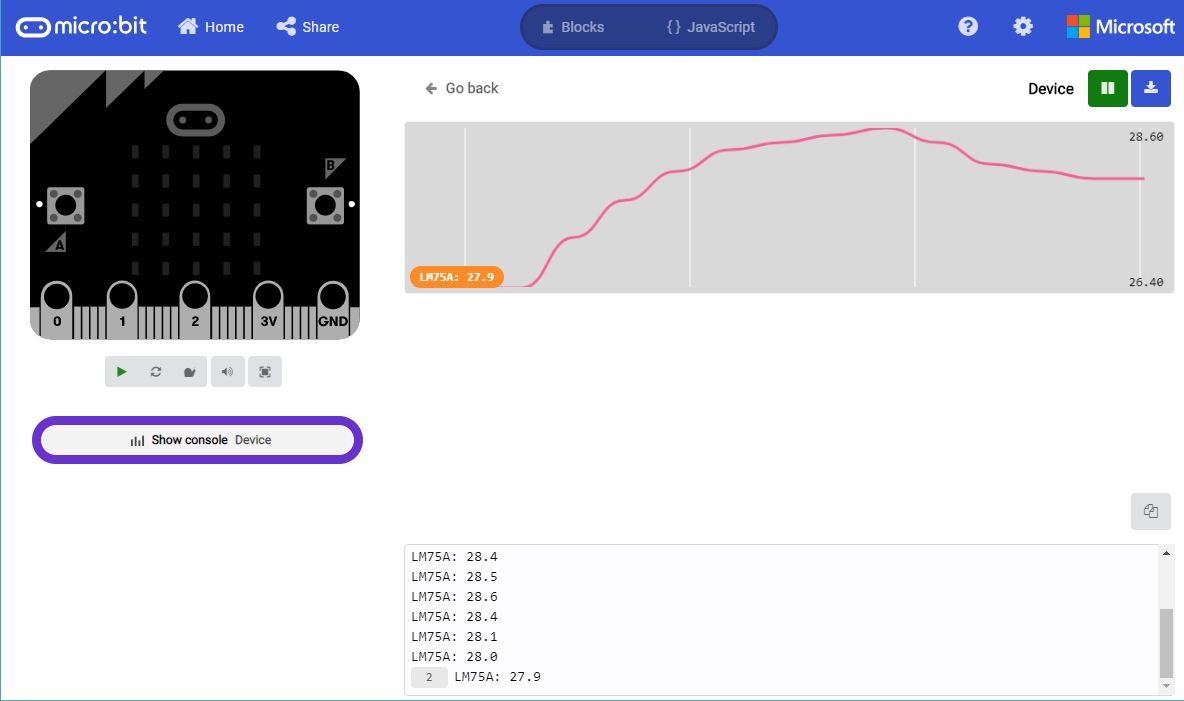 micro:bit Home Share Blocks { } JavaScript ? Microsoft
Go back Device
B
A
0 1 2 3V GND
Show console Device
28.60
LM75A: 27.9
26.40
LM75A: 28.4
LM75A: 28.5
LM75A: 28.6
LM75A: 28.4
LM75A: 28.1
LM75A: 28.0
2 LM75A: 27.9